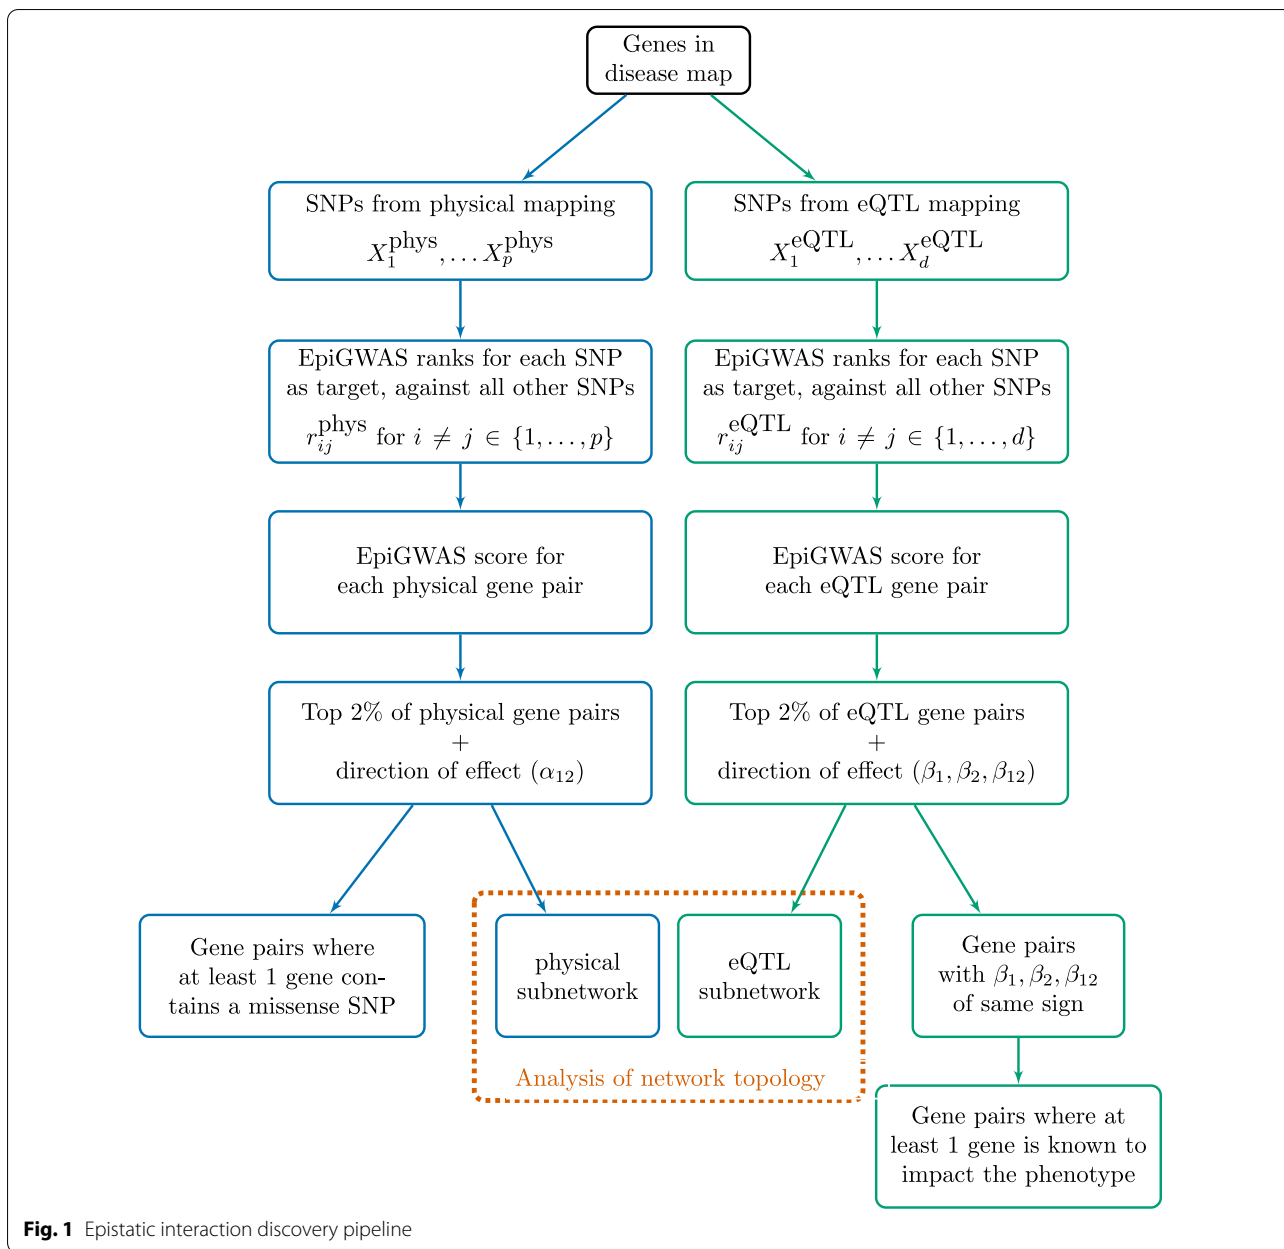 Genes in
disease map
SNPs from physical mapping
X_1^phys, … X_p^phys
SNPs from eQTL mapping
X_1^eQTL, … X_d^eQTL
EpiGWAS ranks for each SNP
as target, against all other SNPs
r_ij^phys for i ≠ j ∈ {1, …, p}
EpiGWAS ranks for each SNP
as target, against all other SNPs
r_ij^eQTL for i ≠ j ∈ {1, …, d}
EpiGWAS score for
each physical gene pair
EpiGWAS score for
each eQTL gene pair
Top 2% of physical gene pairs
+
direction of effect (α_12)
Top 2% of eQTL gene pairs
+
direction of effect (β_1, β_2, β_12)
Gene pairs where
at least 1 gene con-
tains a missense SNP
physical
subnetwork
eQTL
subnetwork
Gene pairs
with β_1, β_2, β_12
of same sign
Analysis of network topology
Gene pairs where at
least 1 gene is known to
impact the phenotype
Fig. 1 Epistatic interaction discovery pipeline